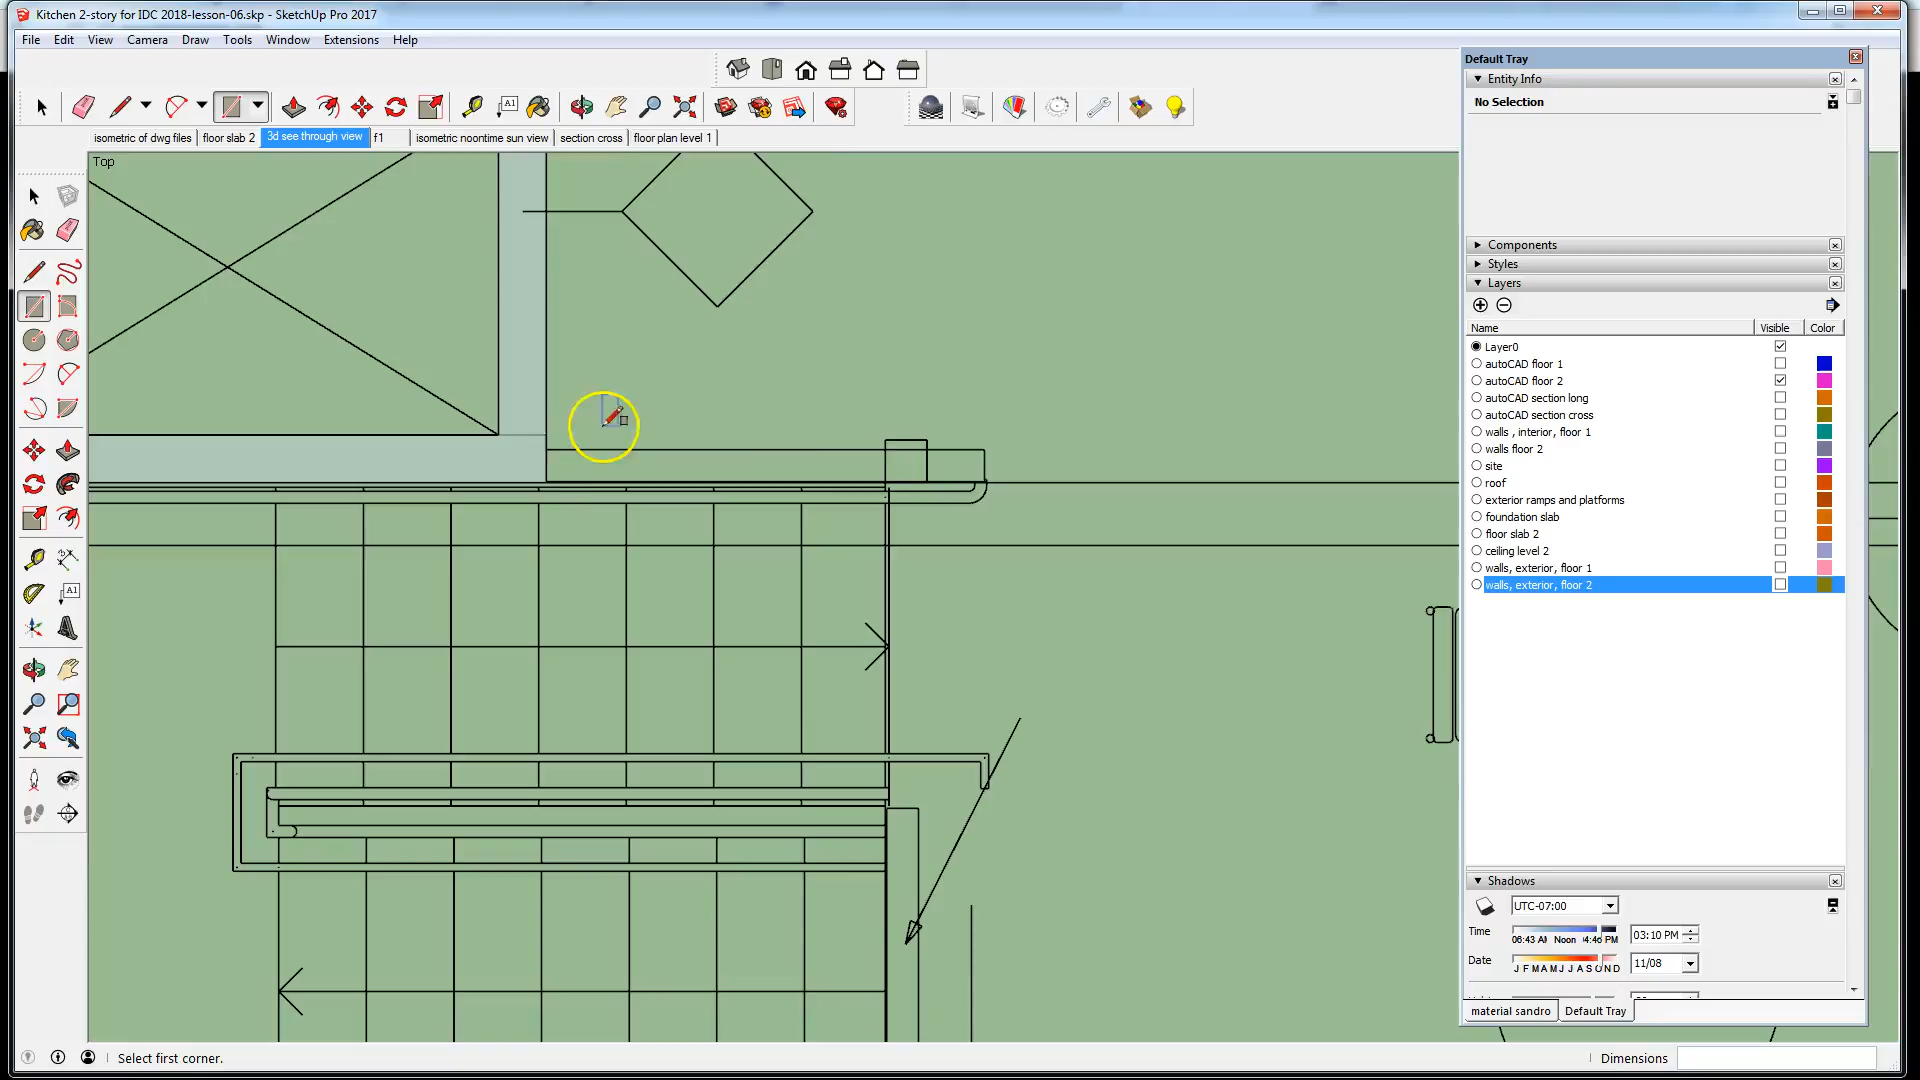 Kitchen 2-story for IDC 2018-lesson-06.skp - SketchUp Pro 2017
File Edit View Camera Draw Tools Window Extensions Help
Default Tray
Entity Info
No Selection
A1
isometric of dwg files floor slab 2 3d see through view f1 isometric noontime sun view section cross floor plan level 1
Top
Components
Styles
Layers
Name Visible Color
Layer0
autoCAD floor 1
autoCAD floor 2
autoCAD section long
autoCAD section cross
walls , interior, floor 1
walls floor 2
site
roof
exterior ramps and platforms
foundation slab
floor slab 2
ceiling level 2
walls, exterior, floor 1
walls, exterior, floor 2
A1
Shadows
UTC-07:00
Time 03:10 PM
06:43 AM Noon 4:46 PM
Date 11/08
J F M A M J J A S O N D
material sandro Default Tray
Select first corner.
Dimensions